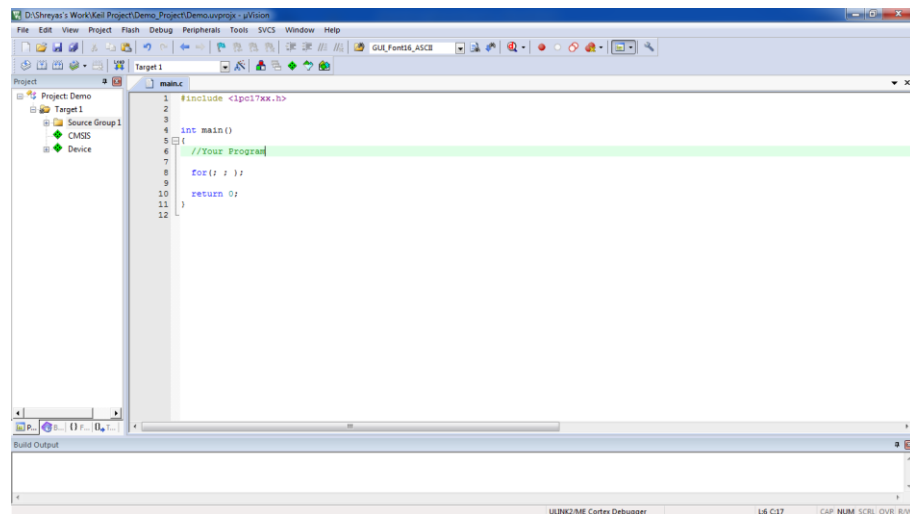 D:\Shreyas's Work\Keil Project\Demo_Project\Demo.uvprojx - µVision
File Edit View Project Flash Debug Peripherals Tools SVCS Window Help
GUI_Font16_ASCII
Target 1
Project
main.c
Project: Demo
Target 1
Source Group 1
CMSIS
Device
1 #include <lpc17xx.h>
2
3
4 int main()
5 {
6 //Your Program
7
8 for(; ; );
9
10 return 0;
11 }
12
P... B... {} F... 0. T...
Build Output
ULINK2/ME Cortex Debugger L:6 C:17 CAP NUM SCRL OVR R/W